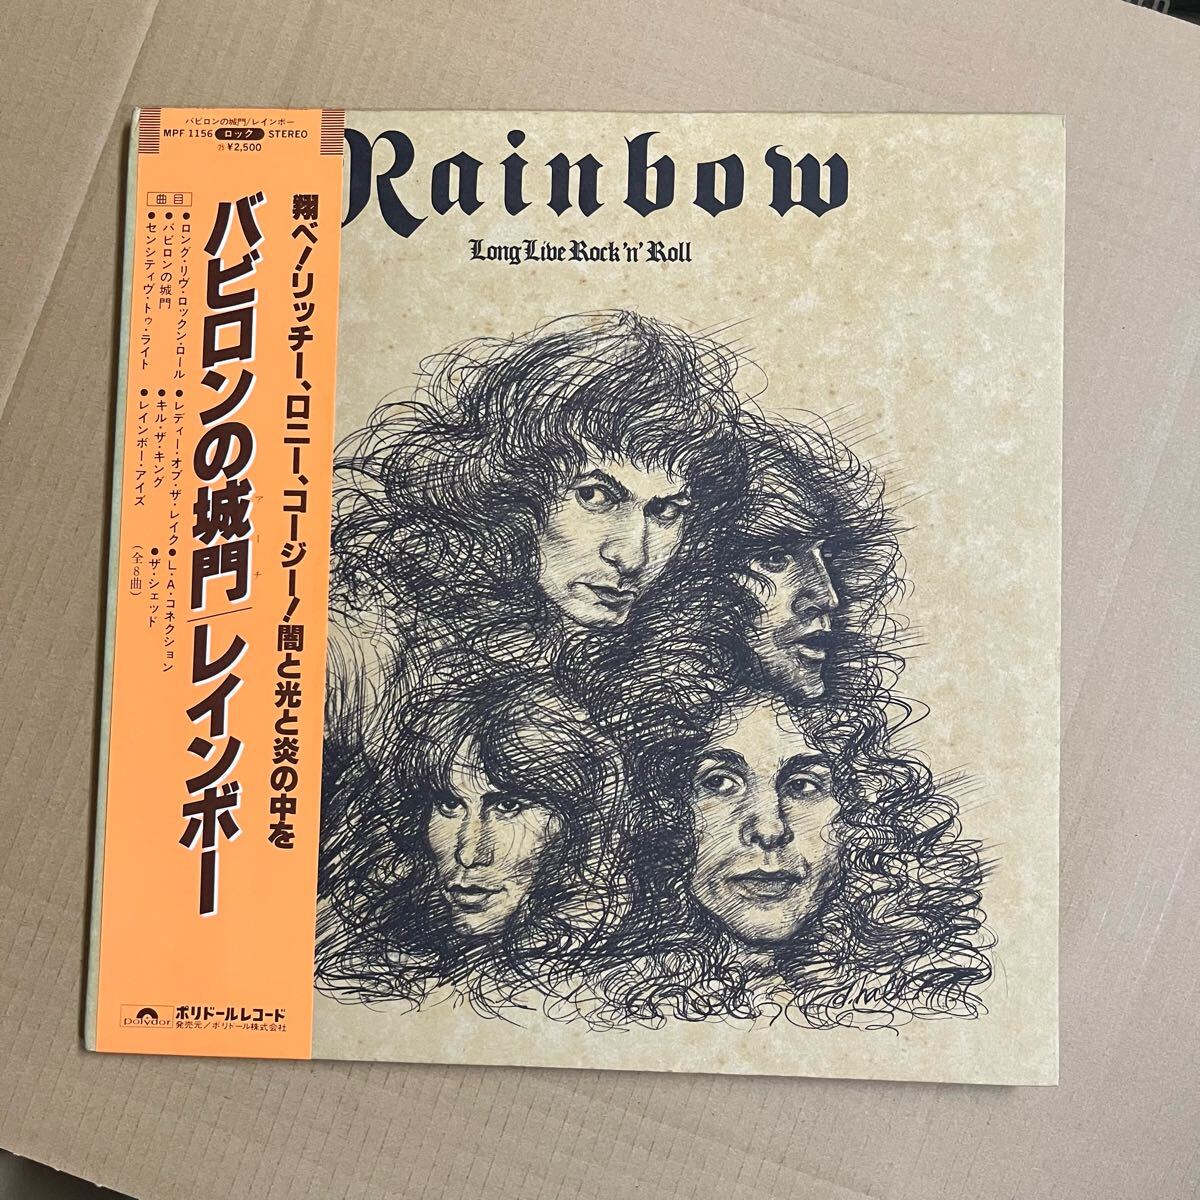 バビロンの城門/レインボー
MPF 1156 ロック STEREO
25 ¥2,500
Rainbow
Long Live Rock 'n' Roll
翔べ!リッチー、ロニー、コージー!闇と光と炎の中を
バビロンの城門/レインボー
アーチ
曲目
●ロング・リヴ・ロックン・ロール
●バビロンの城門
●センシティヴ・トゥ・ライト
●レディー・オブ・ザ・レイク
●キル・ザ・キング
●レインボー・アイズ
●L・A・コネクション
●ザ・シェッド
(全8曲)
polydor
ポリドールレコード
発売元/ポリドール株式会社